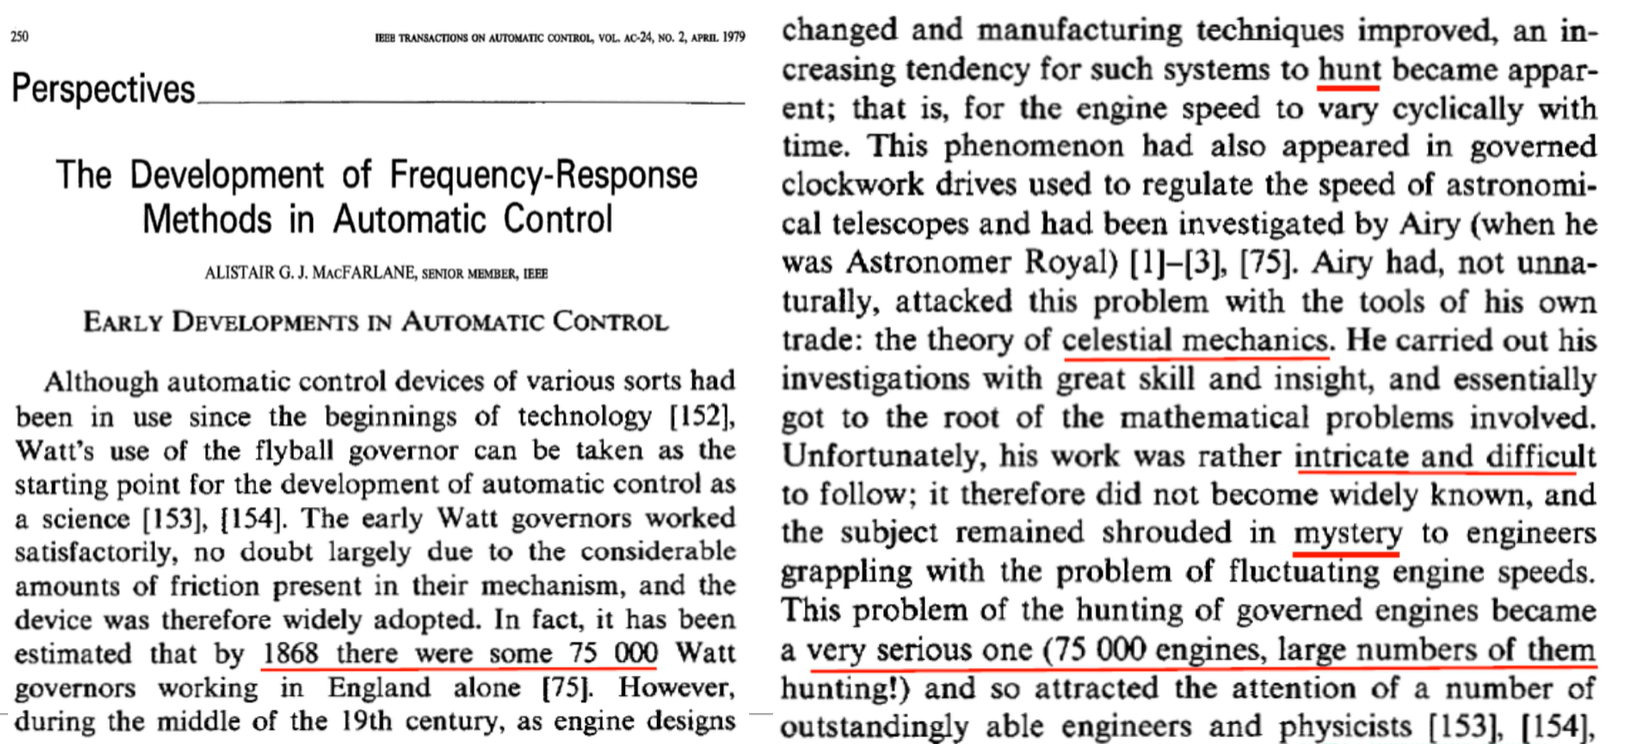 250
IEEE TRANSACTIONS ON AUTOMATIC CONTROL, VOL. AC-24, NO. 2, APRIL 1979
Perspectives
The Development of Frequency-Response
Methods in Automatic Control
ALISTAIR G. J. MACFARLANE, SENIOR MEMBER, IEEE
EARLY DEVELOPMENTS IN AUTOMATIC CONTROL
Although automatic control devices of various sorts had
been in use since the beginnings of technology [152],
Watt's use of the flyball governor can be taken as the
starting point for the development of automatic control as
a science [153], [154]. The early Watt governors worked
satisfactorily, no doubt largely due to the considerable
amounts of friction present in their mechanism, and the
device was therefore widely adopted. In fact, it has been
estimated that by 1868 there were some 75 000 Watt
governors working in England alone [75]. However,
during the middle of the 19th century, as engine designs
changed and manufacturing techniques improved, an in-
creasing tendency for such systems to hunt became appar-
ent; that is, for the engine speed to vary cyclically with
time. This phenomenon had also appeared in governed
clockwork drives used to regulate the speed of astronomi-
cal telescopes and had been investigated by Airy (when he
was Astronomer Royal) [1]–[3], [75]. Airy had, not unna-
turally, attacked this problem with the tools of his own
trade: the theory of celestial mechanics. He carried out his
investigations with great skill and insight, and essentially
got to the root of the mathematical problems involved.
Unfortunately, his work was rather intricate and difficult
to follow; it therefore did not become widely known, and
the subject remained shrouded in mystery to engineers
grappling with the problem of fluctuating engine speeds.
This problem of the hunting of governed engines became
a very serious one (75 000 engines, large numbers of them
hunting!) and so attracted the attention of a number of
outstandingly able engineers and physicists [153], [154],